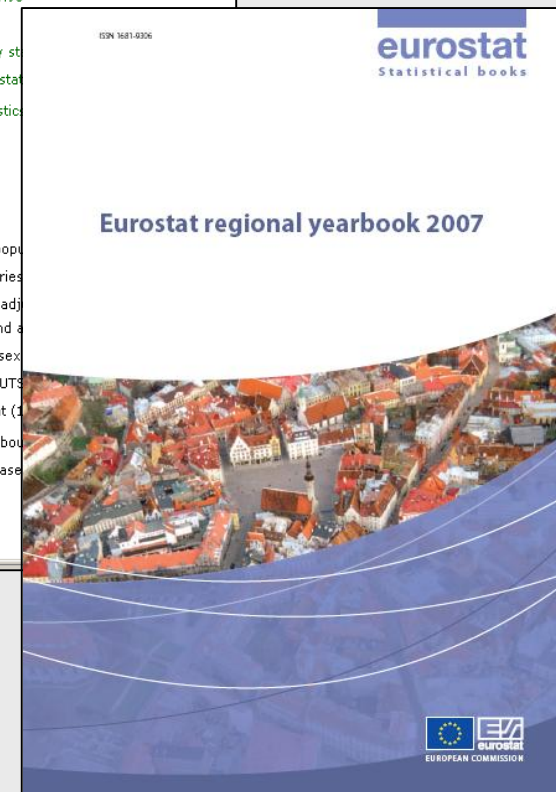 ISSN 1681-9306
eurostat
Statistical books
Eurostat regional yearbook 2007
eurostat
EUROPEAN COMMISSION